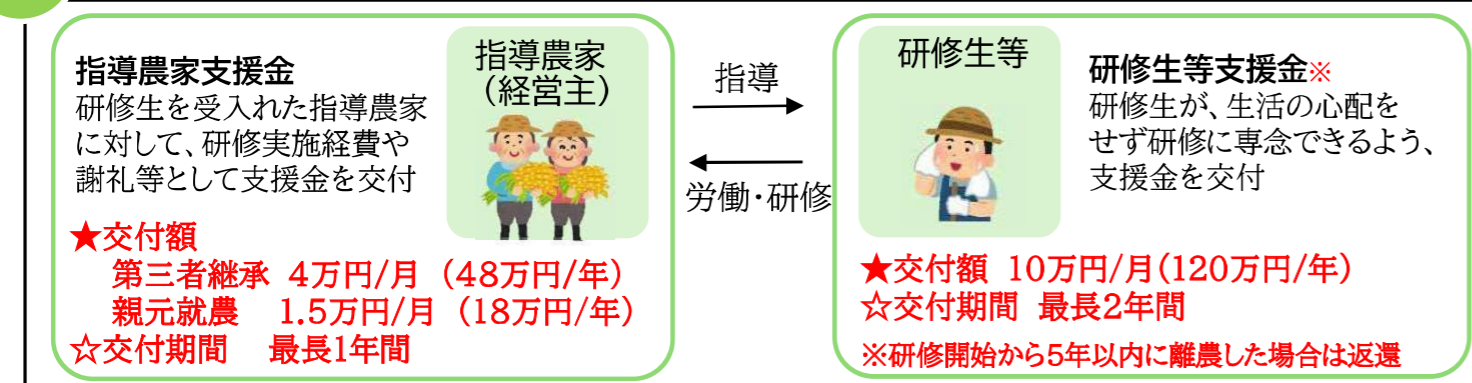 指導農家支援金
研修生を受入れた指導農家
に対して、研修実施経費や
謝礼等として支援金を交付
指導農家
（経営主）
★交付額
第三者継承 4万円/月（48万円/年）
親元就農 1.5万円/月（18万円/年）
☆交付期間 最長1年間
指導
労働・研修
研修生等
研修生等支援金※
研修生が、生活の心配を
せず研修に専念できるよう、
支援金を交付
★交付額 10万円/月(120万円/年)
☆交付期間 最長2年間
※研修開始から5年以内に離農した場合は返還